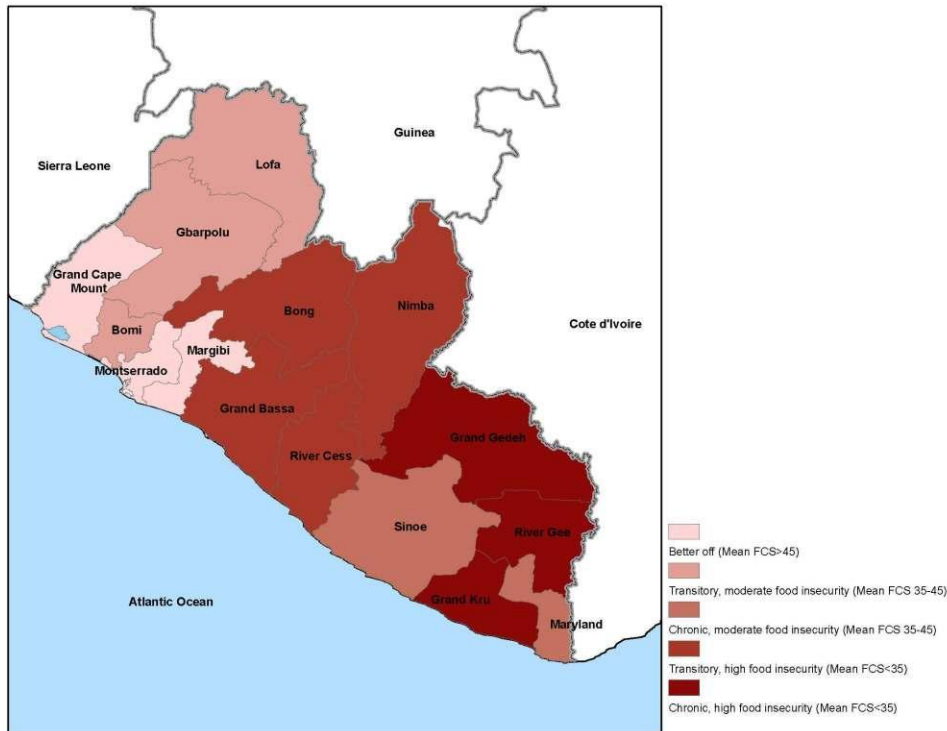 Guinea
Sierra Leone
Lofa
Gbarpolu
Grand Cape
Mount
Bong
Nimba
Cote d'Ivoire
Bomi
Margibi
Montserrado
Grand Bassa
Grand Gedeh
River Cess
Sinoe
River Gee
Atlantic Ocean
Grand Kru
Maryland
Better off (Mean FCS>45)
Transitory, moderate food insecurity (Mean FCS 35-45)
Chronic, moderate food insecurity (Mean FCS 35-45)
Transitory, high food insecurity (Mean FCS<35)
Chronic, high food insecurity (Mean FCS<35)